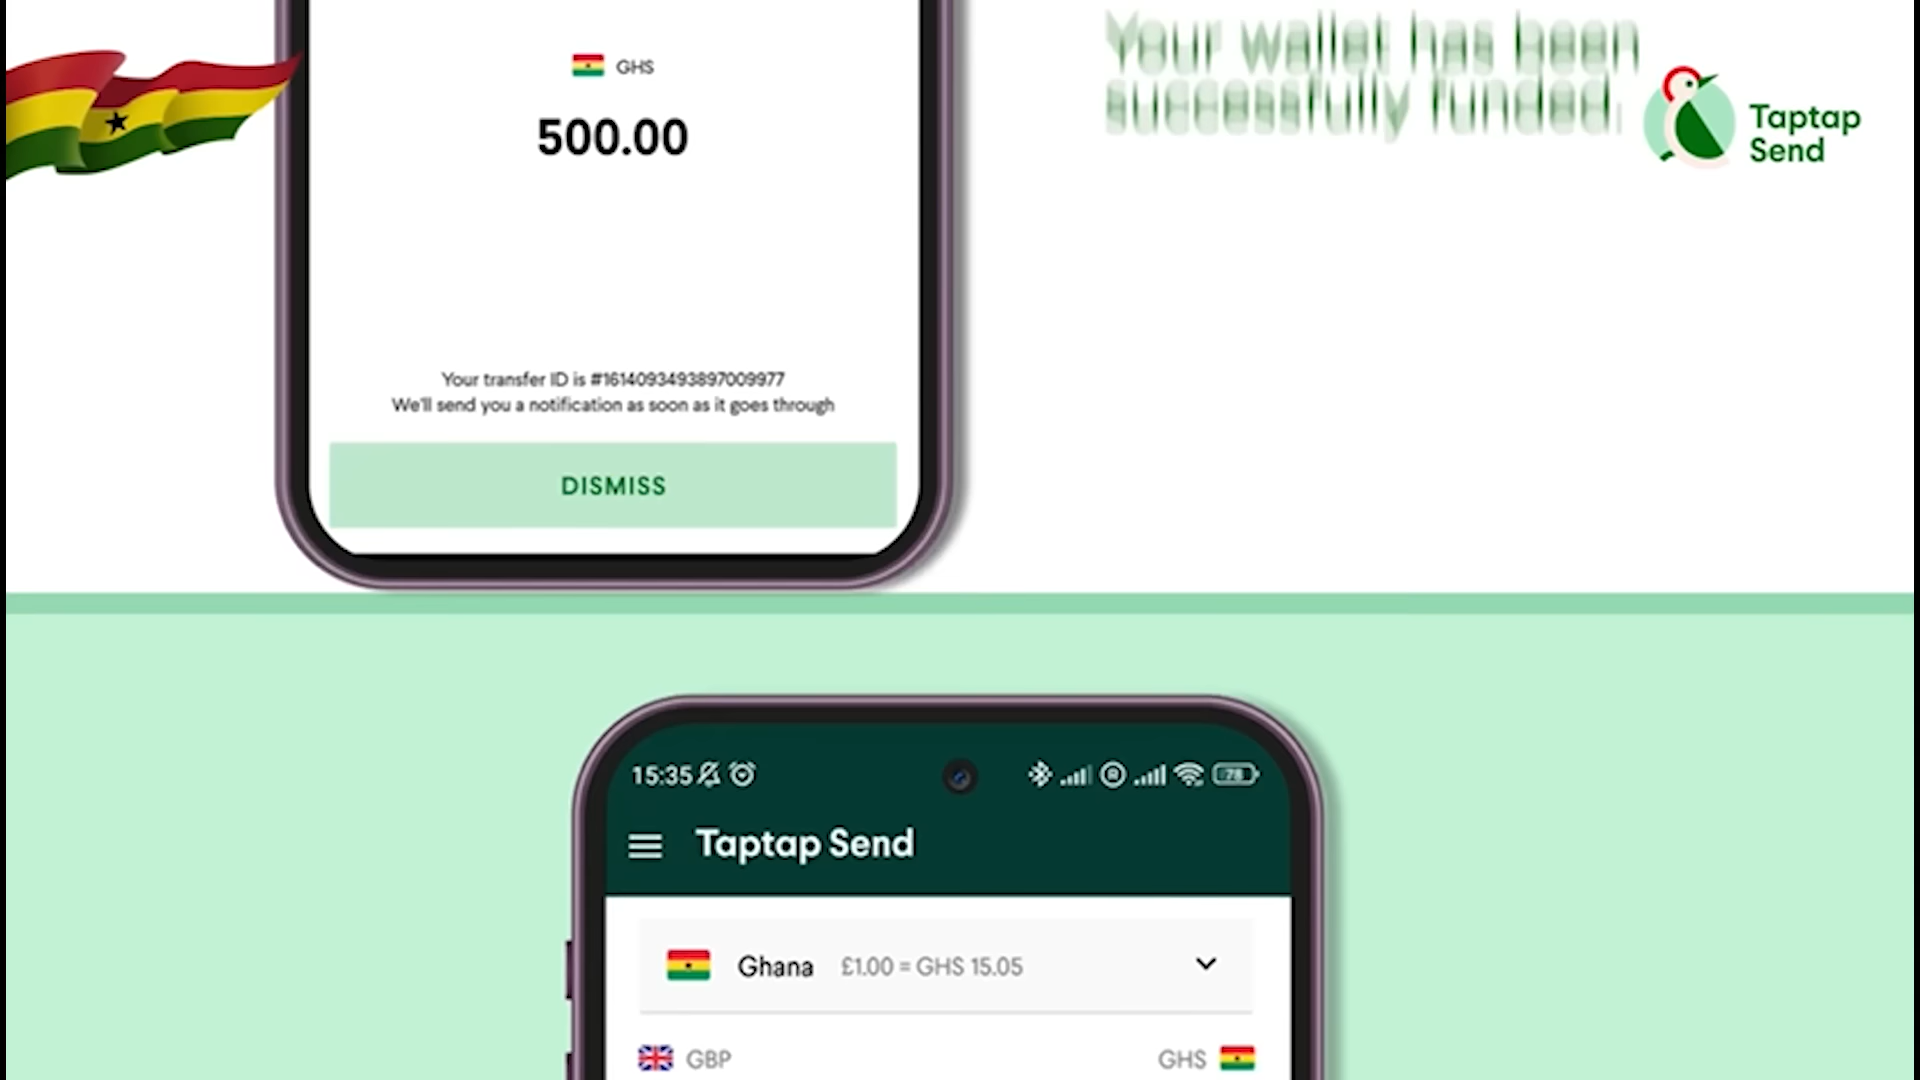 GHS
500.00
Your transfer ID is #1614093493897009977
We'll send you a notification as soon as it goes through
DISMISS
Your wallet has been
successfully funded.
Taptap
Send
15:35
78
Taptap Send
Ghana £1.00 = GHS 15.05
GBP
GHS